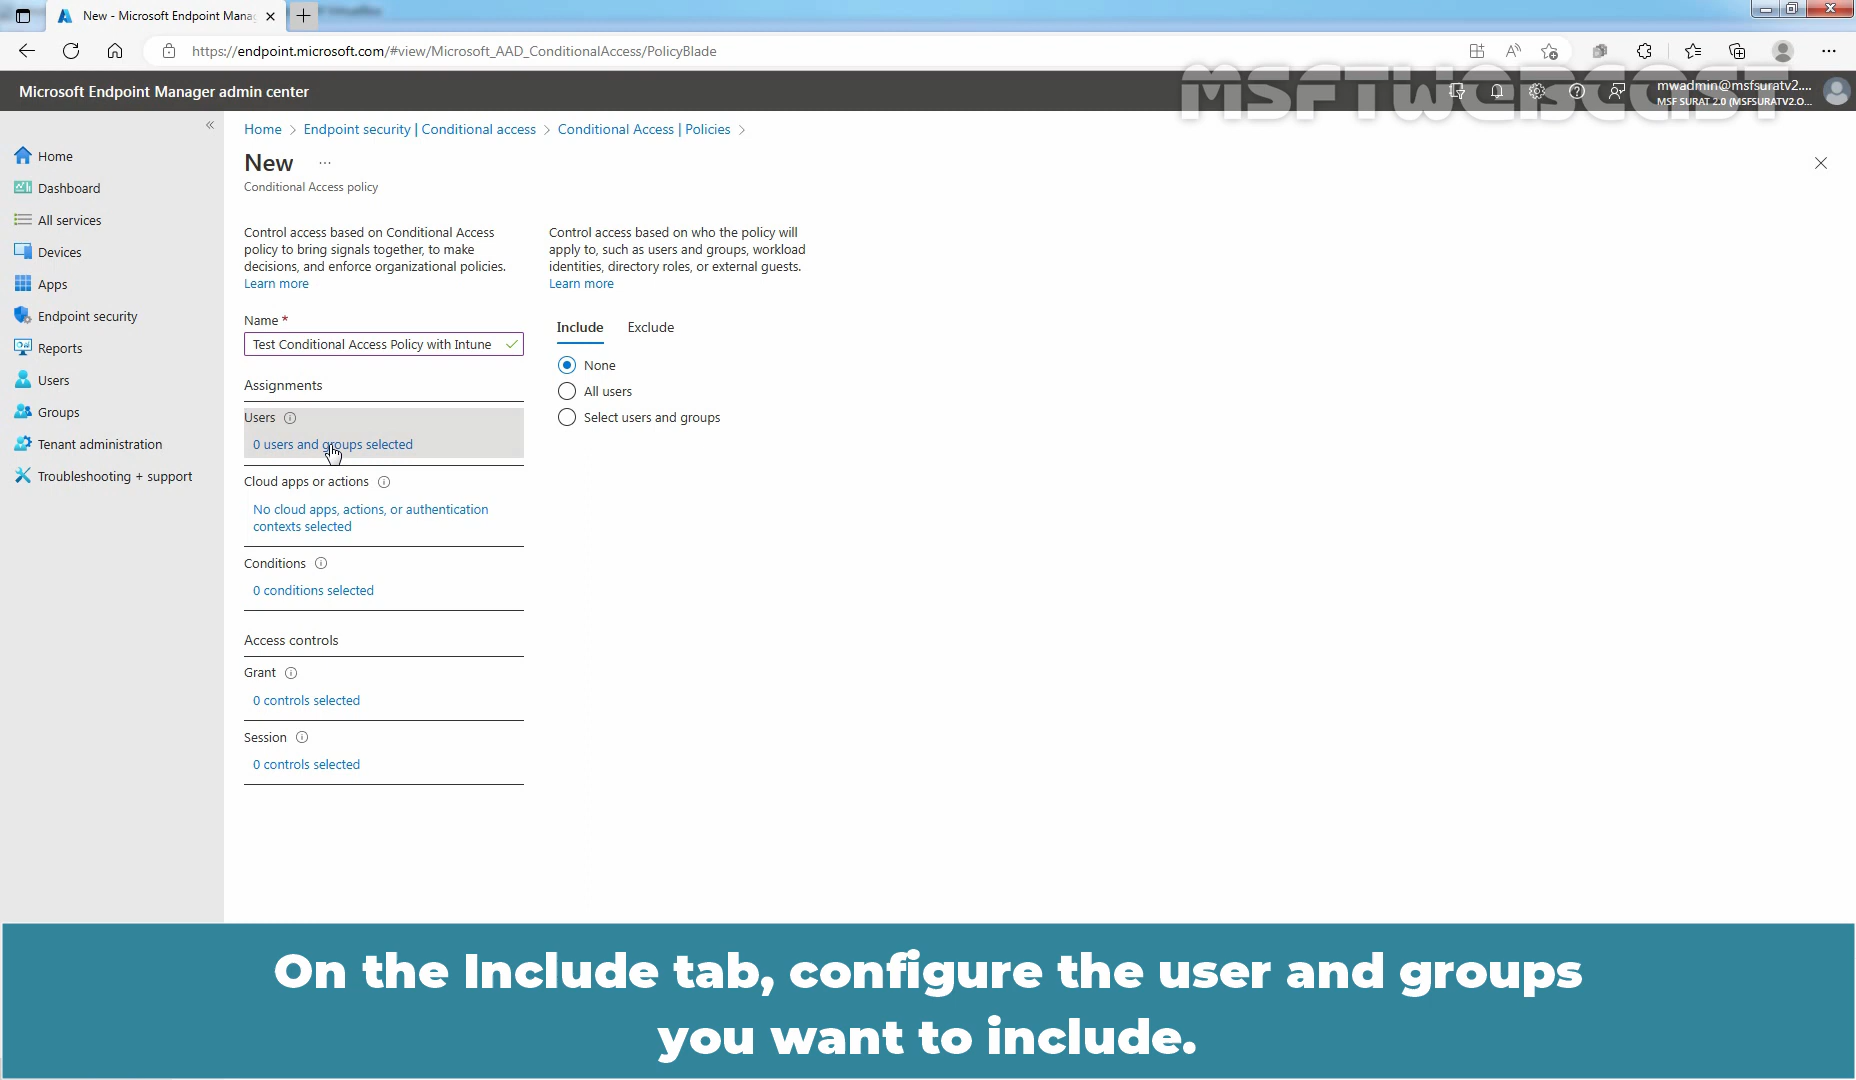 New - Microsoft Endpoint Manag
https://endpoint.microsoft.com/#view/Microsoft_AAD_ConditionalAccess/PolicyBlade
MSFTWEBCAST
Microsoft Endpoint Manager admin center
mwadmin@msfsuratv2....
MSF SURAT 2.0 (MSFSURATV2.O...
Home > Endpoint security | Conditional access > Conditional Access | Policies >
New ...
Conditional Access policy
Home
Dashboard
All services
Devices
Apps
Endpoint security
Reports
Users
Groups
Tenant administration
Troubleshooting + support
Control access based on Conditional Access
policy to bring signals together, to make
decisions, and enforce organizational policies.
Learn more
Name *
Test Conditional Access Policy with Intune
Assignments
Users
0 users and groups selected
Cloud apps or actions
No cloud apps, actions, or authentication
contexts selected
Conditions
0 conditions selected
Access controls
Grant
0 controls selected
Session
0 controls selected
Control access based on who the policy will
apply to, such as users and groups, workload
identities, directory roles, or external guests.
Learn more
Include Exclude
None
All users
Select users and groups
On the Include tab, configure the user and groups
you want to include.